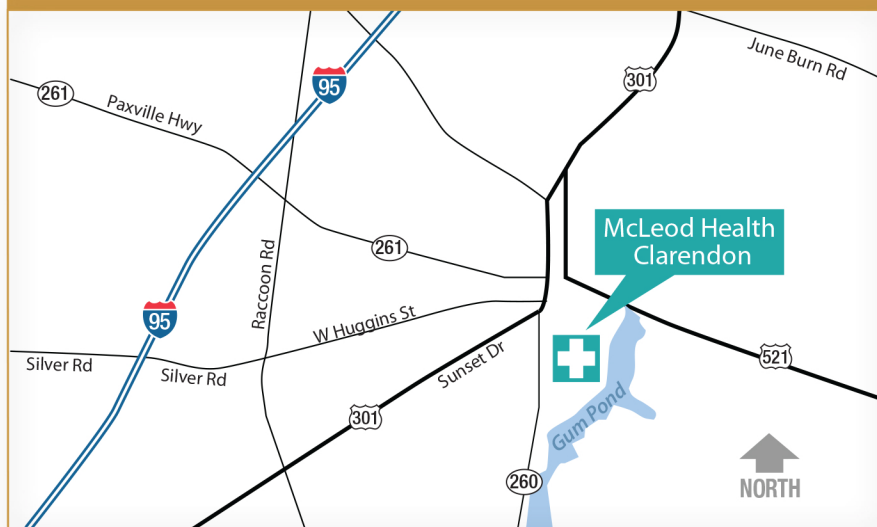 June Burn Rd
301
95
261
Paxville Hwy
McLeod Health
Clarendon
261
Raccoon Rd
95
W Huggins St
521
Silver Rd
Silver Rd
Sunset Dr
301
Gum Pond
260
NORTH